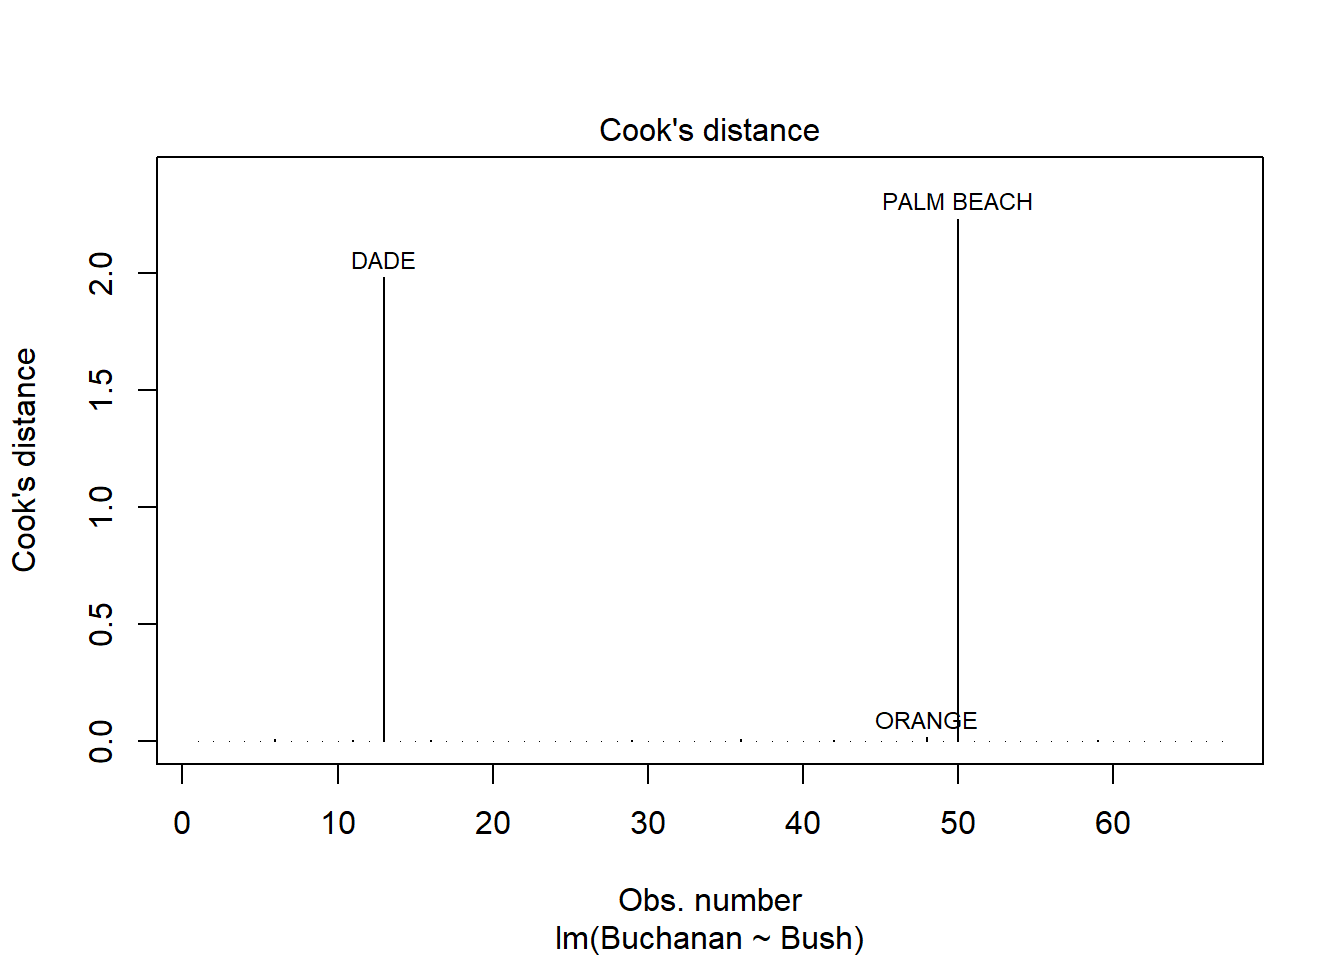 Cook's distance
PALM BEACH
DADE
ORANGE
Cook's distance
2.0
1.5
1.0
0.5
0.0
0 10 20 30 40 50 60
Obs. number
lm(Buchanan ~ Bush)